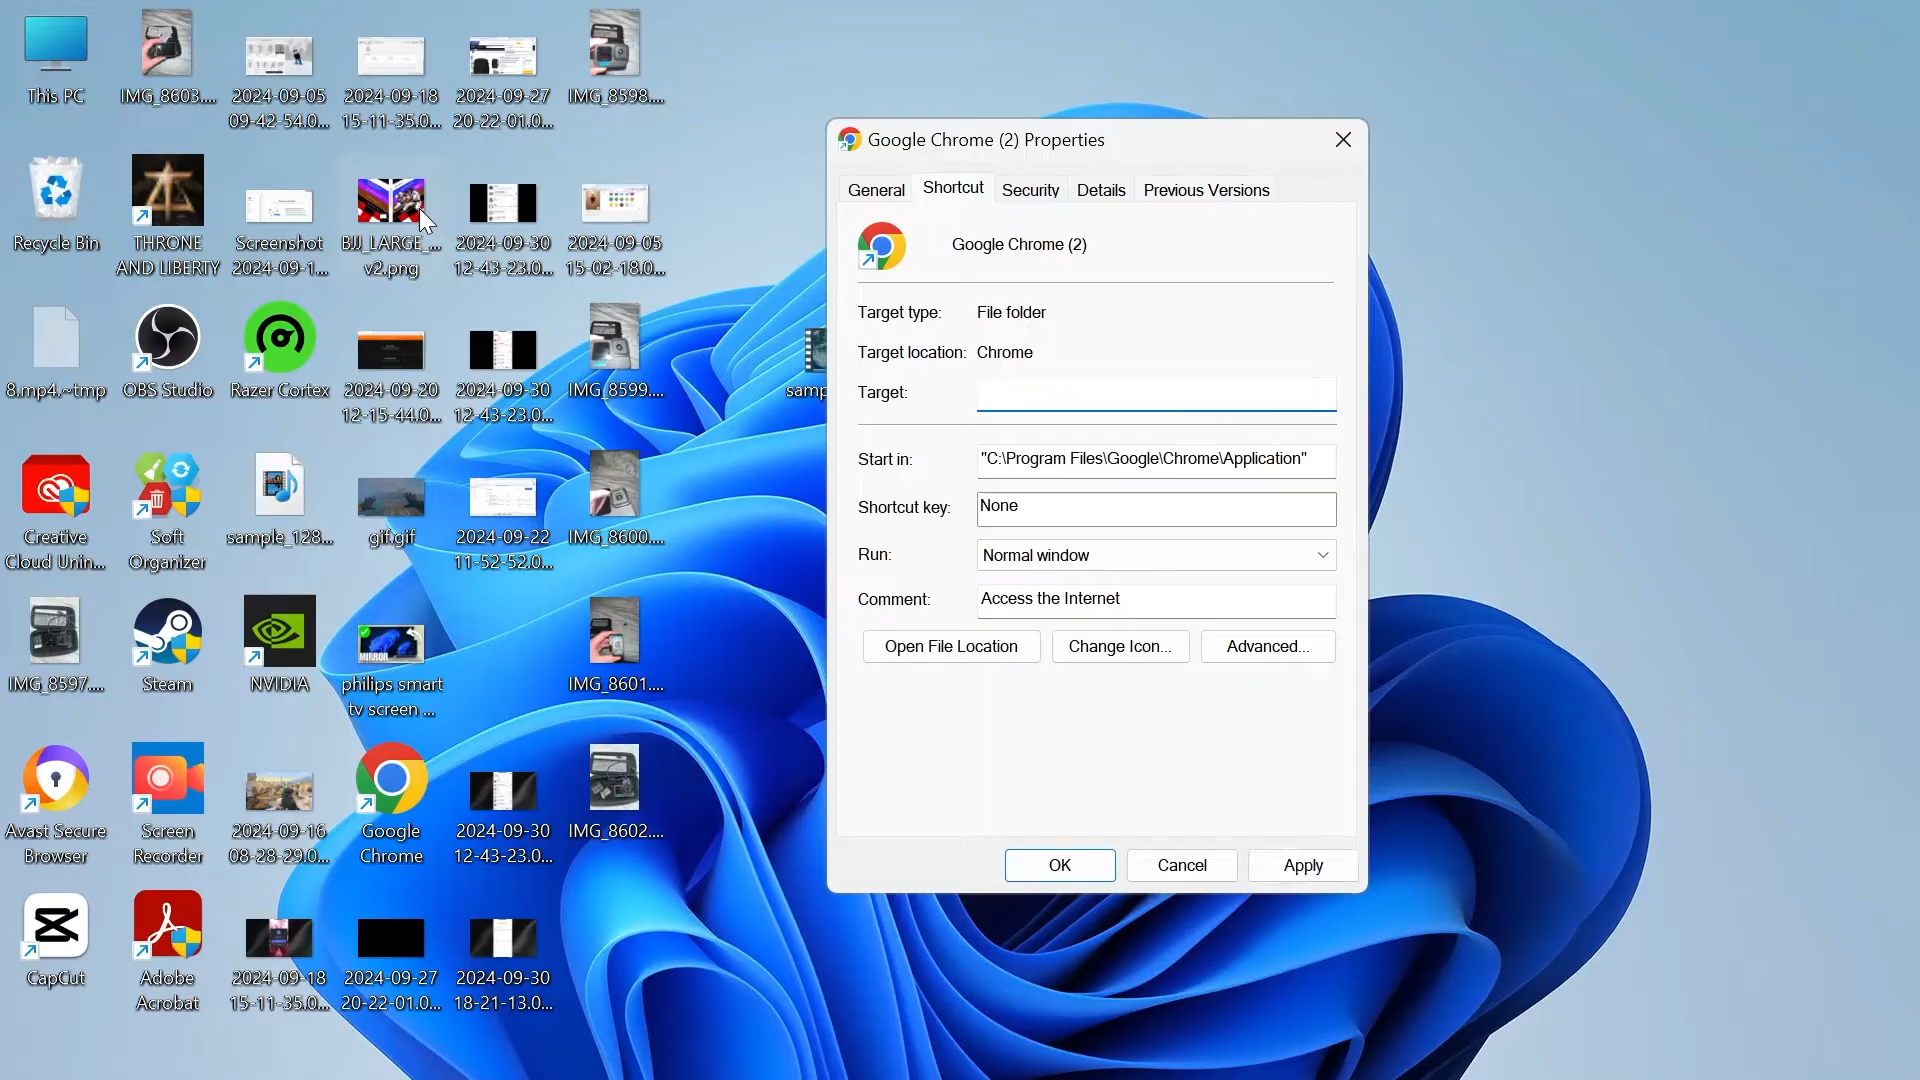 This PC
IMG_8603....
2024-09-05
09-42-54.0...
2024-09-18
15-11-35.0...
2024-09-27
20-22-01.0...
IMG_8598....
Recycle Bin
THRONE
AND LIBERTY
Screenshot
2024-09-1...
BJJ_LARGE_...
v2.png
2024-09-30
12-43-23.0...
2024-09-05
15-02-18.0...
8.mp4.~tmp
OBS Studio
Razer Cortex
2024-09-20
12-15-44.0...
2024-09-30
12-43-23.0...
IMG_8599....
samp
Creative
Cloud Unin...
Soft
Organizer
sample_128...
gif.gif
2024-09-22
11-52-52.0...
IMG_8600....
IMG_8597....
Steam
NVIDIA
MIRROR
philips smart
tv screen ...
IMG_8601....
Avast Secure
Browser
Screen
Recorder
2024-09-16
08-28-29.0...
Google
Chrome
2024-09-30
12-43-23.0...
IMG_8602....
CapCut
Adobe
Acrobat
2024-09-18
15-11-35.0...
2024-09-27
20-22-01.0...
2024-09-30
18-21-13.0...
Google Chrome (2) Properties
General Shortcut Security Details Previous Versions
Google Chrome (2)
Target type: File folder
Target location: Chrome
Target:
Start in: "C:\Program Files\Google\Chrome\Application"
Shortcut key: None
Run: Normal window
Comment: Access the Internet
Open File Location Change Icon... Advanced...
OK Cancel Apply